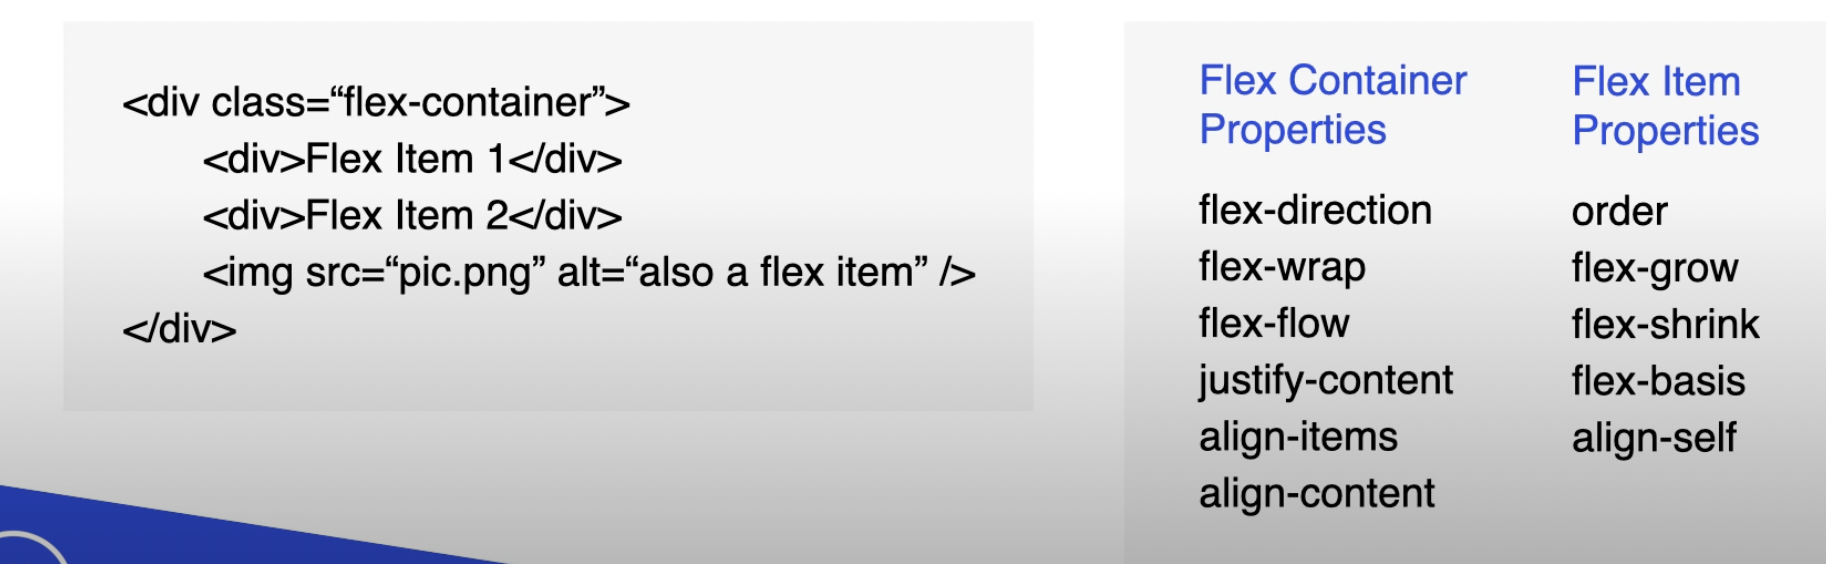 <div class=“flex-container”>
<div>Flex Item 1</div>
<div>Flex Item 2</div>
<img src=“pic.png” alt=“also a flex item” />
</div>
Flex Container
Properties
flex-direction
flex-wrap
flex-flow
justify-content
align-items
align-content
Flex Item
Properties
order
flex-grow
flex-shrink
flex-basis
align-self